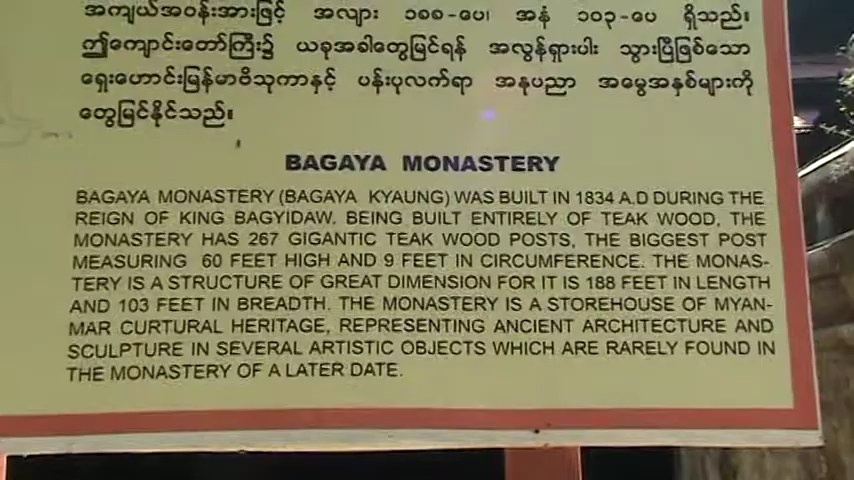 အကျယ်အဝန်းအားဖြင့် အလျား ၁၈၈-ပေ၊ အနံ ၁၀၃-ပေ ရှိသည်။
ဤကျောင်းတော်ကြီး၌ ယခုအခါတွေ့မြင်ရန် အလွန်ရှားပါး သွားပြီဖြစ်သော
ရှေးဟောင်းမြန်မာဗိသုကာနှင့် ပန်းပုလက်ရာ အနုပညာ အမွေအနှစ်များကို
တွေ့မြင်နိုင်သည်။
BAGAYA MONASTERY
BAGAYA MONASTERY (BAGAYA KYAUNG) WAS BUILT IN 1834 A.D DURING THE
REIGN OF KING BAGYIDAW. BEING BUILT ENTIRELY OF TEAK WOOD, THE
MONASTERY HAS 267 GIGANTIC TEAK WOOD POSTS, THE BIGGEST POST
MEASURING 60 FEET HIGH AND 9 FEET IN CIRCUMFERENCE. THE MONAS-
TERY IS A STRUCTURE OF GREAT DIMENSION FOR IT IS 188 FEET IN LENGTH
AND 103 FEET IN BREADTH. THE MONASTERY IS A STOREHOUSE OF MYAN-
MAR CURTURAL HERITAGE, REPRESENTING ANCIENT ARCHITECTURE AND
SCULPTURE IN SEVERAL ARTISTIC OBJECTS WHICH ARE RARELY FOUND IN
THE MONASTERY OF A LATER DATE.